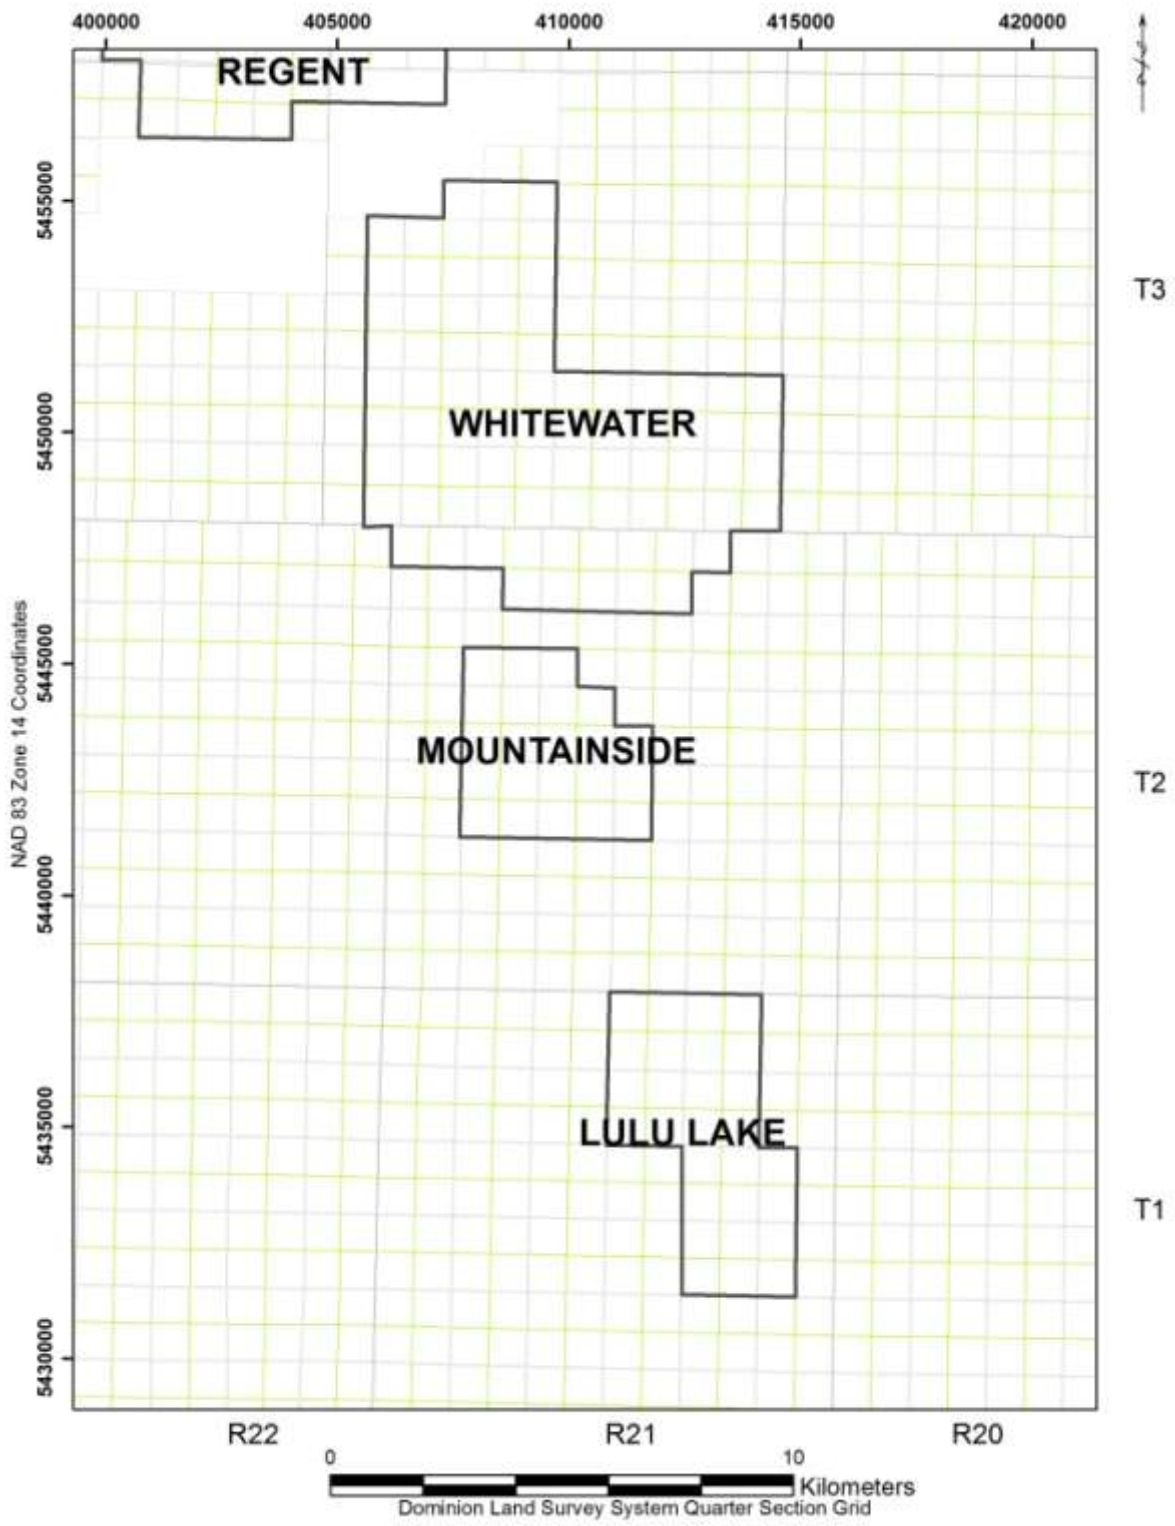 400000 405000 410000 415000 420000
REGENT
5455000
T3
5450000
WHITEWATER
5445000
MOUNTAINSIDE
T2
NAD 83 Zone 14 Coordinates
5440000
5435000
LULU LAKE
T1
5430000
R22 R21 R20
0 10
Kilometers
Dominion Land Survey System Quarter Section Grid